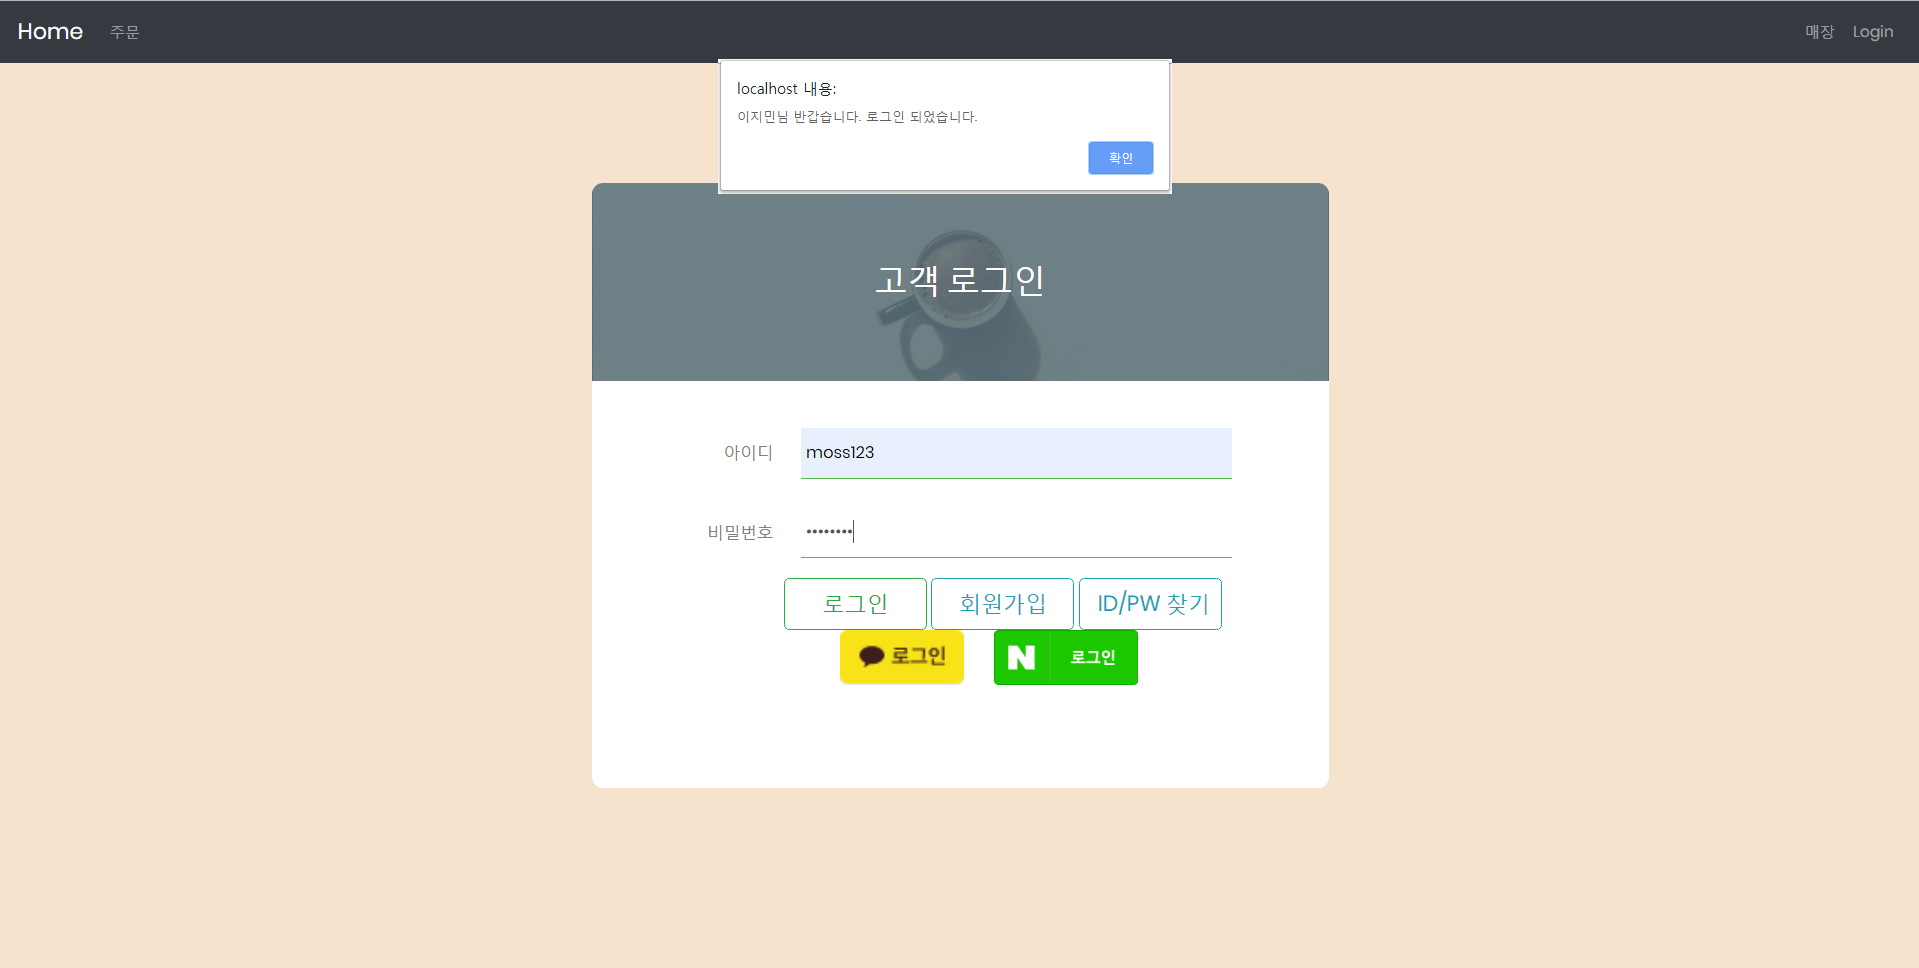 Home 주문 매장 Login
localhost 내용:
이지민님 반갑습니다. 로그인 되었습니다.
확인
고객 로그인
아이디 moss123
비밀번호 ••••••••
로그인 회원가입 ID/PW 찾기
로그인 N 로그인